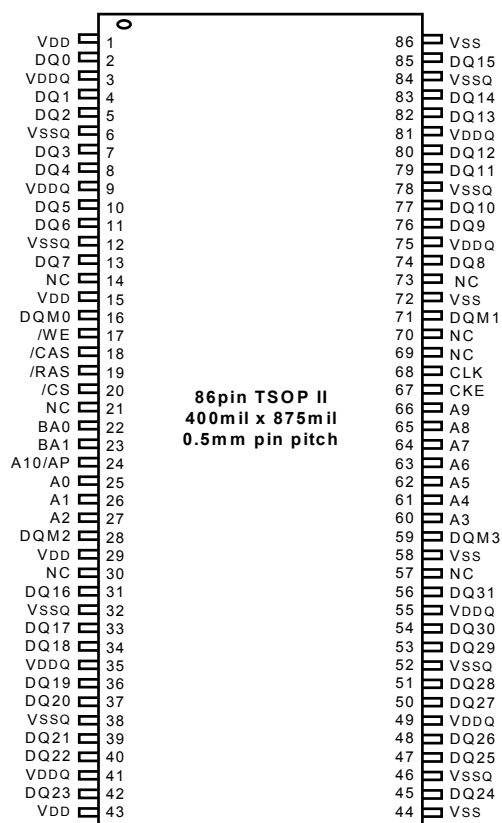 VDD 1 86 VSS
DQ0 2 85 DQ15
VDDQ 3 84 VSSQ
DQ1 4 83 DQ14
DQ2 5 82 DQ13
VSSQ 6 81 VDDQ
DQ3 7 80 DQ12
DQ4 8 79 DQ11
VDDQ 9 78 VSSQ
DQ5 10 77 DQ10
DQ6 11 76 DQ9
VSSQ 12 75 VDDQ
DQ7 13 74 DQ8
NC 14 73 NC
VDD 15 72 VSS
DQM0 16 71 DQM1
/WE 17 70 NC
/CAS 18 69 NC
/RAS 19 68 CLK
/CS 20 67 CKE
NC 21 66 A9
BA0 22 65 A8
BA1 23 64 A7
A10/AP 24 63 A6
A0 25 62 A5
A1 26 61 A4
A2 27 60 A3
DQM2 28 59 DQM3
VDD 29 58 VSS
NC 30 57 NC
DQ16 31 56 DQ31
VSSQ 32 55 VDDQ
DQ17 33 54 DQ30
DQ18 34 53 DQ29
VDDQ 35 52 VSSQ
DQ19 36 51 DQ28
DQ20 37 50 DQ27
VSSQ 38 49 VDDQ
DQ21 39 48 DQ26
DQ22 40 47 DQ25
VDDQ 41 46 VSSQ
DQ23 42 45 DQ24
VDD 43 44 VSS
86pin TSOP II
400mil x 875mil
0.5mm pin pitch